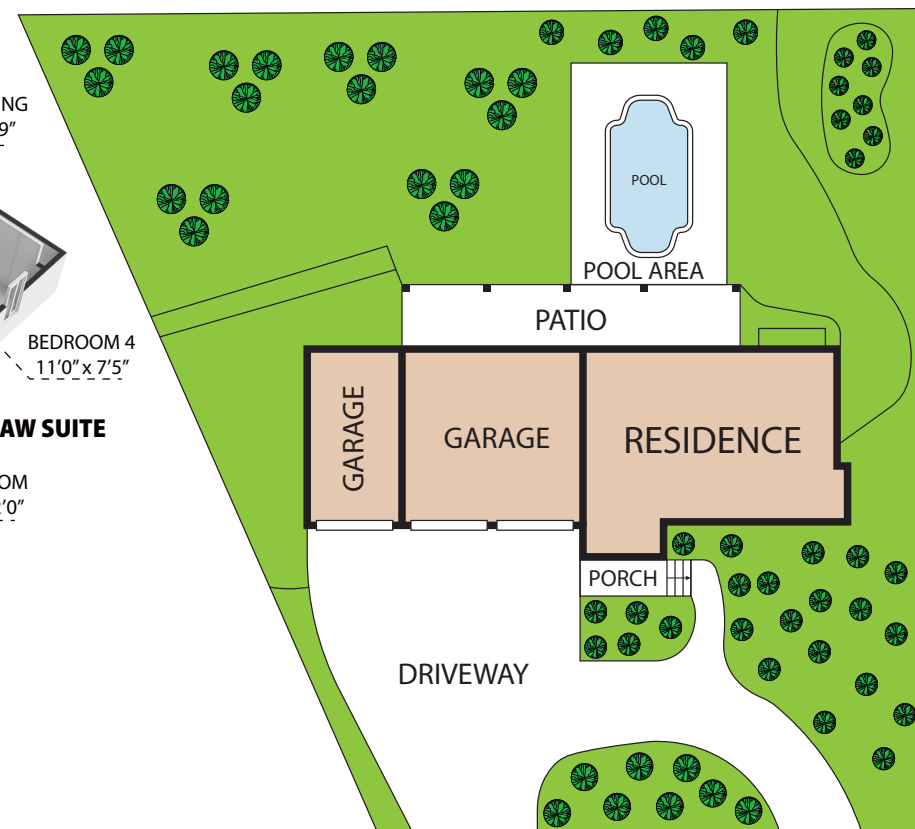 NG
9”
BEDROOM 4
11’0” x 7’5”
AW SUITE
OM
2’0”
POOL
POOL AREA
PATIO
GARAGE
GARAGE
RESIDENCE
PORCH
DRIVEWAY